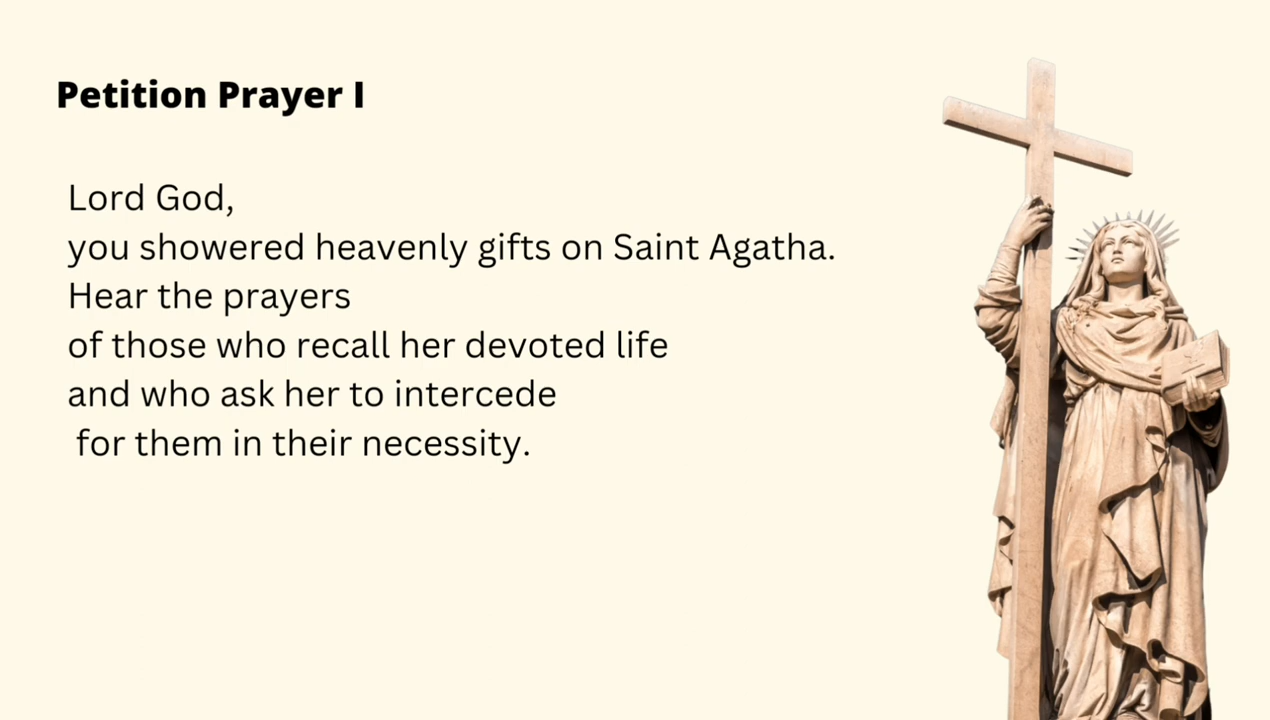 Petition Prayer I
Lord God,
you showered heavenly gifts on Saint Agatha.
Hear the prayers
of those who recall her devoted life
and who ask her to intercede
for them in their necessity.